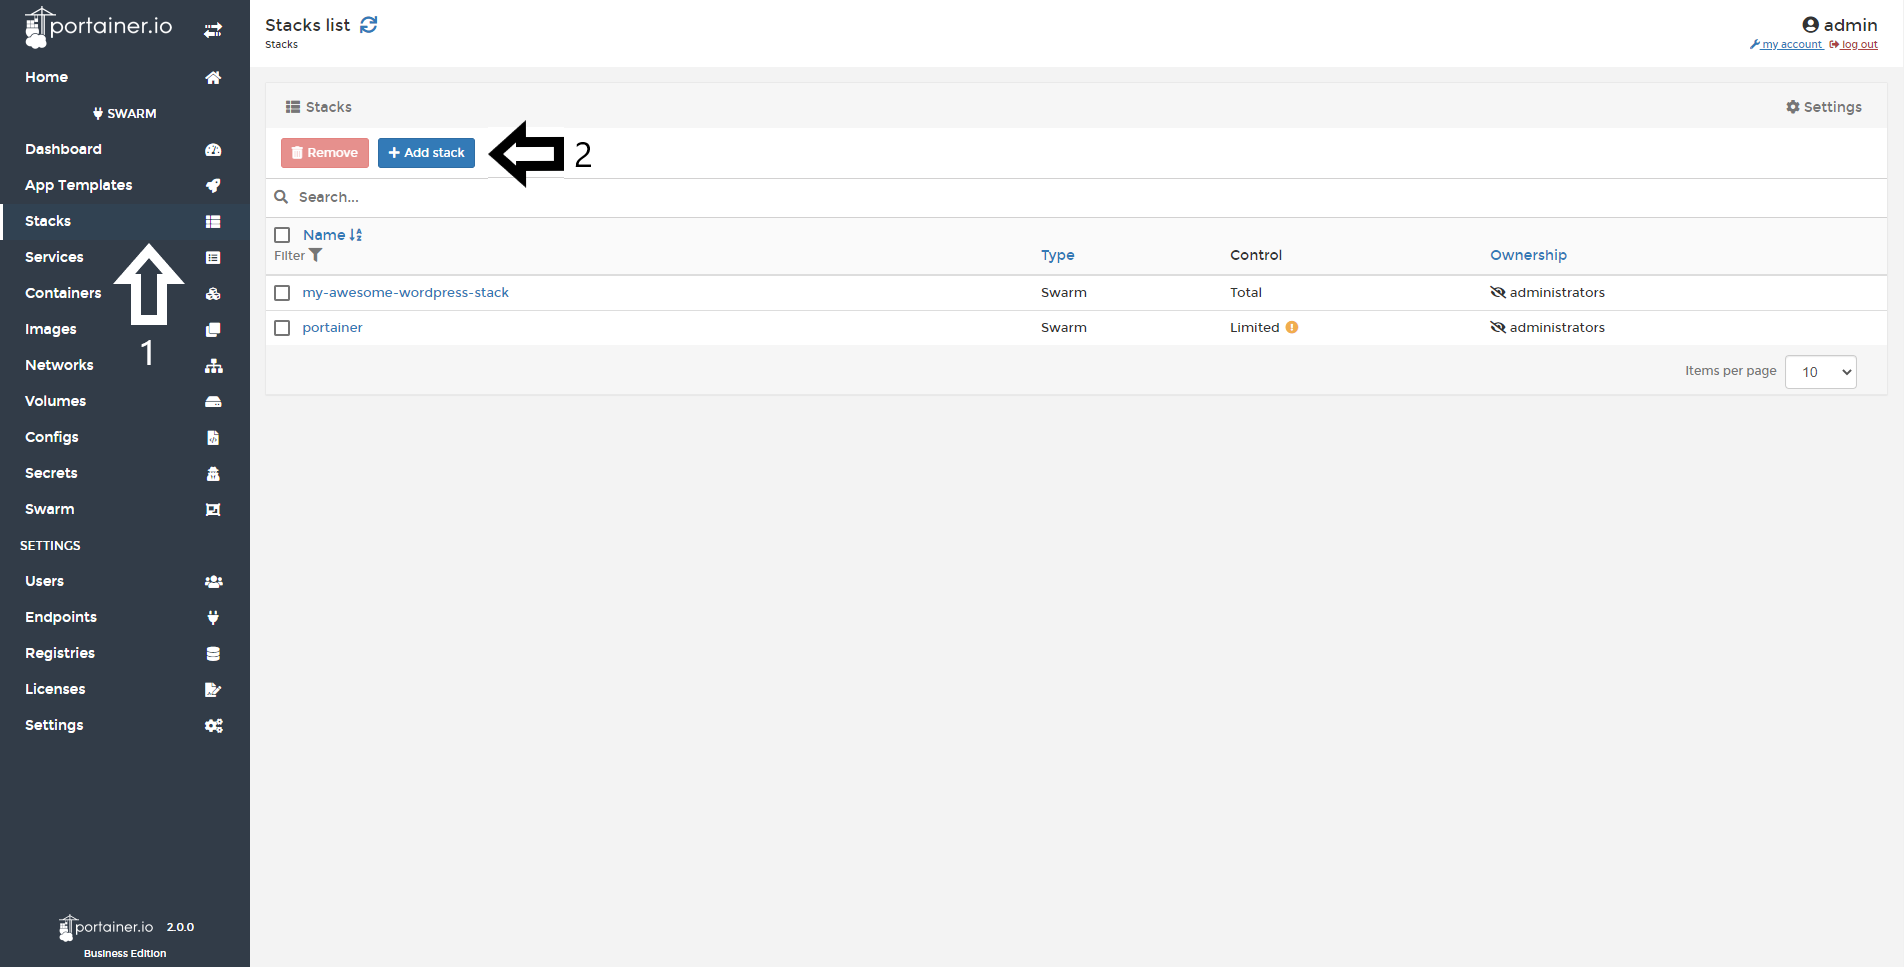 portainer.io
Home
SWARM
Dashboard
App Templates
Stacks
Services
Containers
1
Images
Networks
Volumes
Configs
Secrets
Swarm
SETTINGS
Users
Endpoints
Registries
Licenses
Settings
portainer.io 2.0.0
Business Edition
Stacks list
Stacks
admin
my account log out
Stacks Settings
Remove + Add stack 2
Search...
Name
Filter Type Control Ownership
my-awesome-wordpress-stack Swarm Total administrators
portainer Swarm Limited administrators
Items per page 10